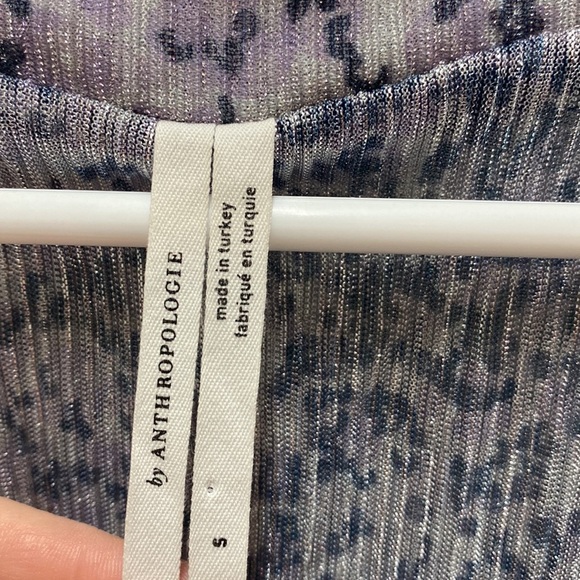 by ANTHROPOLOGIE
made in turkey
fabriqué en turquie
S